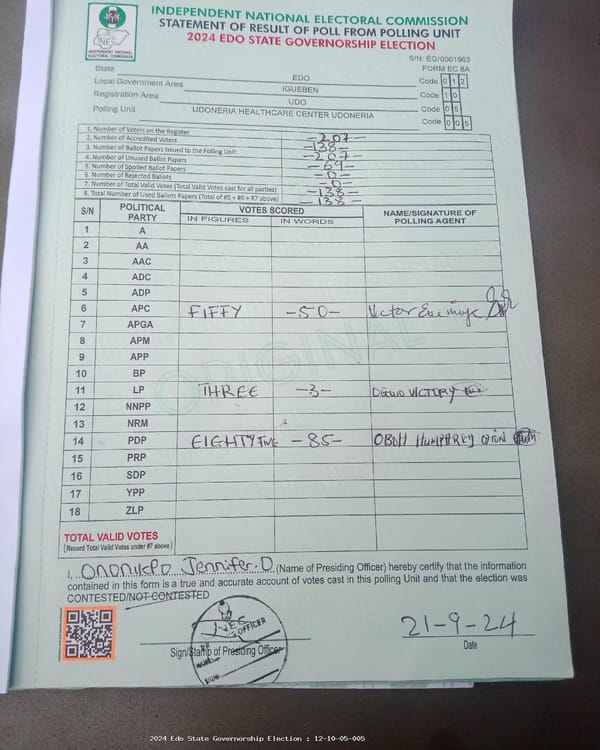 INDEPENDENT NATIONAL ELECTORAL COMMISSION
STATEMENT OF RESULT OF POLL FROM POLLING UNIT
2024 EDO STATE GOVERNORSHIP ELECTION
INEC
INDEPENDENT NATIONAL ELECTORAL COMMISSION
S/N: EG/0001963
FORM EC 8A
State EDO Code 0 1 2
Local Government Area IGUEBEN Code 1 0
Registration Area UDO Code 0 5
Polling Unit UDONERIA HEALTHCARE CENTER UDONERIA Code 0 0 5
1. Number of Voters on the Register -207-
2. Number of Accredited Voters -138-
3. Number of Ballot Papers Issued to the Polling Unit -207-
4. Number of Unused Ballot Papers -69-
5. Number of Spoiled Ballot Papers -0-
6. Number of Rejected Ballots -0-
7. Number of Total Valid Votes (Total Valid Votes cast for all parties) -138-
8. Total Number of Used Ballots Papers (Total of #5 + #6 + #7 above) -138-
S/N POLITICAL PARTY VOTES SCORED NAME/SIGNATURE OF POLLING AGENT
IN FIGURES IN WORDS
1 A
2 AA
3 AAC
4 ADC
5 ADP
6 APC FIFFY -50- Victor
7 APGA
8 APM
9 APP
10 BP
11 LP THREE -3- VICTORY
12 NNPP
13 NRM
14 PDP EIGHTY FIVE -85- HUMPHREY
15 PRP
16 SDP
17 YPP
18 ZLP
ORIGINAL
TOTAL VALID VOTES
(Record Total Valid Votes under #7 above)
I, Jennifer.O (Name of Presiding Officer) hereby certify that the information
contained in this form is a true and accurate account of votes cast in this polling Unit and that the election was
CONTESTED/NOT CONTESTED
INEC
OFFICER
Sign/Stamp of Presiding Officer
21-9-24
Date
2024 Edo State Governorship Election : 12-10-05-005